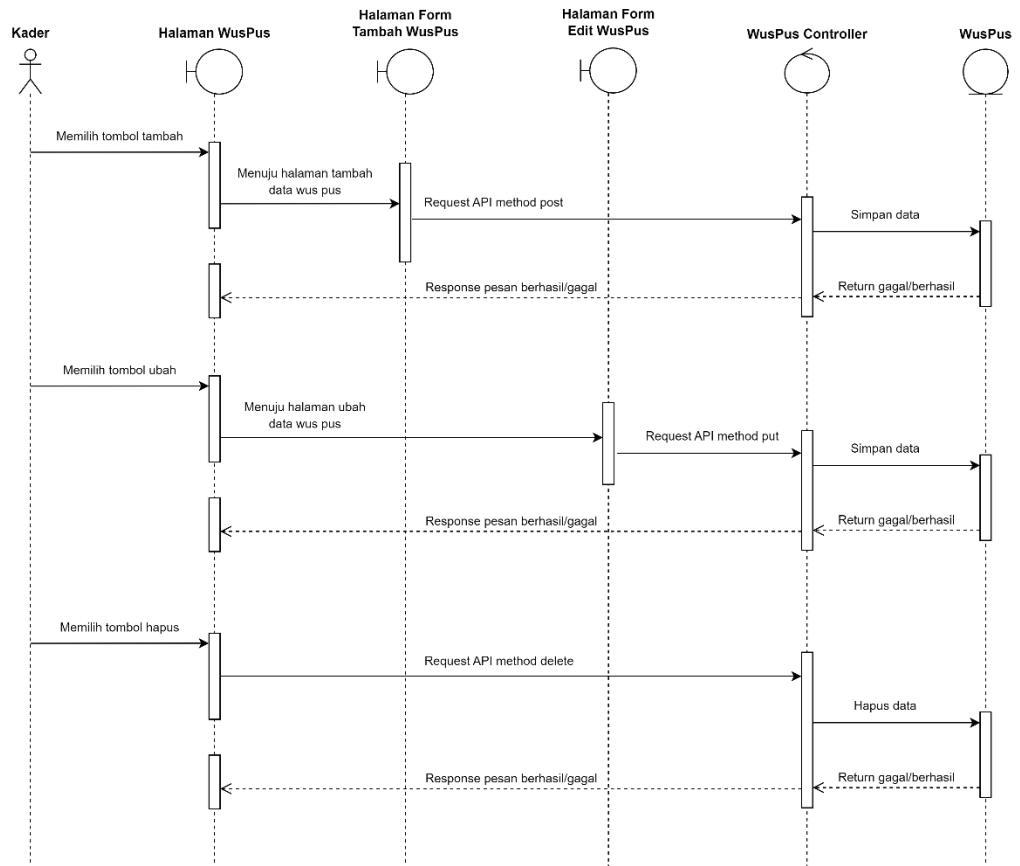 Kader
Halaman WusPus
Halaman Form
Tambah WusPus
Halaman Form
Edit WusPus
WusPus Controller
WusPus
Memilih tombol tambah
Menuju halaman tambah
data wus pus
Request API method post
Simpan data
Response pesan berhasil/gagal
Return gagal/berhasil
Memilih tombol ubah
Menuju halaman ubah
data wus pus
Request API method put
Simpan data
Response pesan berhasil/gagal
Return gagal/berhasil
Memilih tombol hapus
Request API method delete
Hapus data
Response pesan berhasil/gagal
Return gagal/berhasil